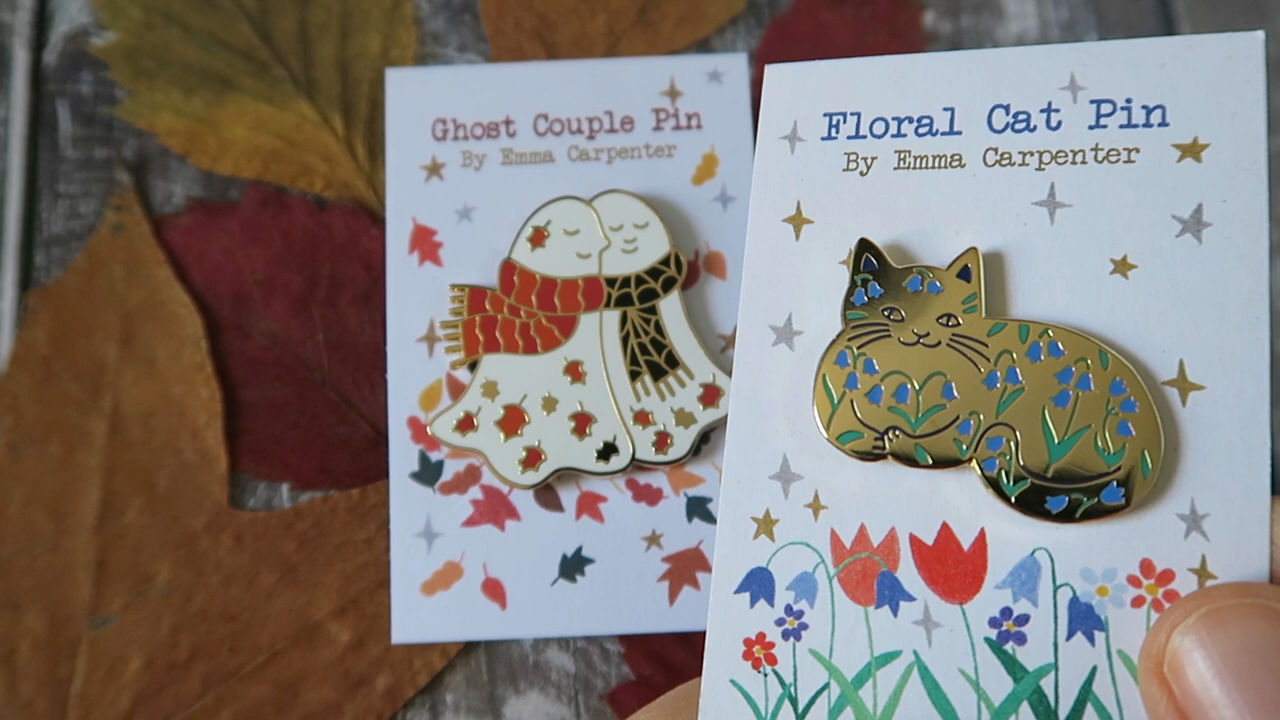 Ghost Couple Pin
By Emma Carpenter
Floral Cat Pin
By Emma Carpenter